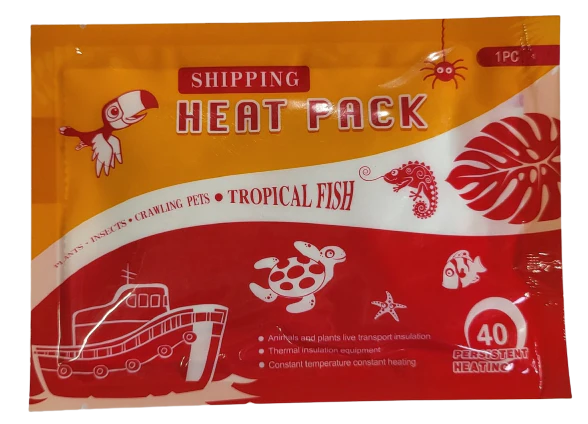 1PC
SHIPPING
HEAT PACK
PLANTS • INSECTS • CRAWLING PETS • TROPICAL FISH
• Animals and plants live transport insulation
• Thermal insulation equipment
• Constant temperature constant heating
40
PERSISTENT
HEATING